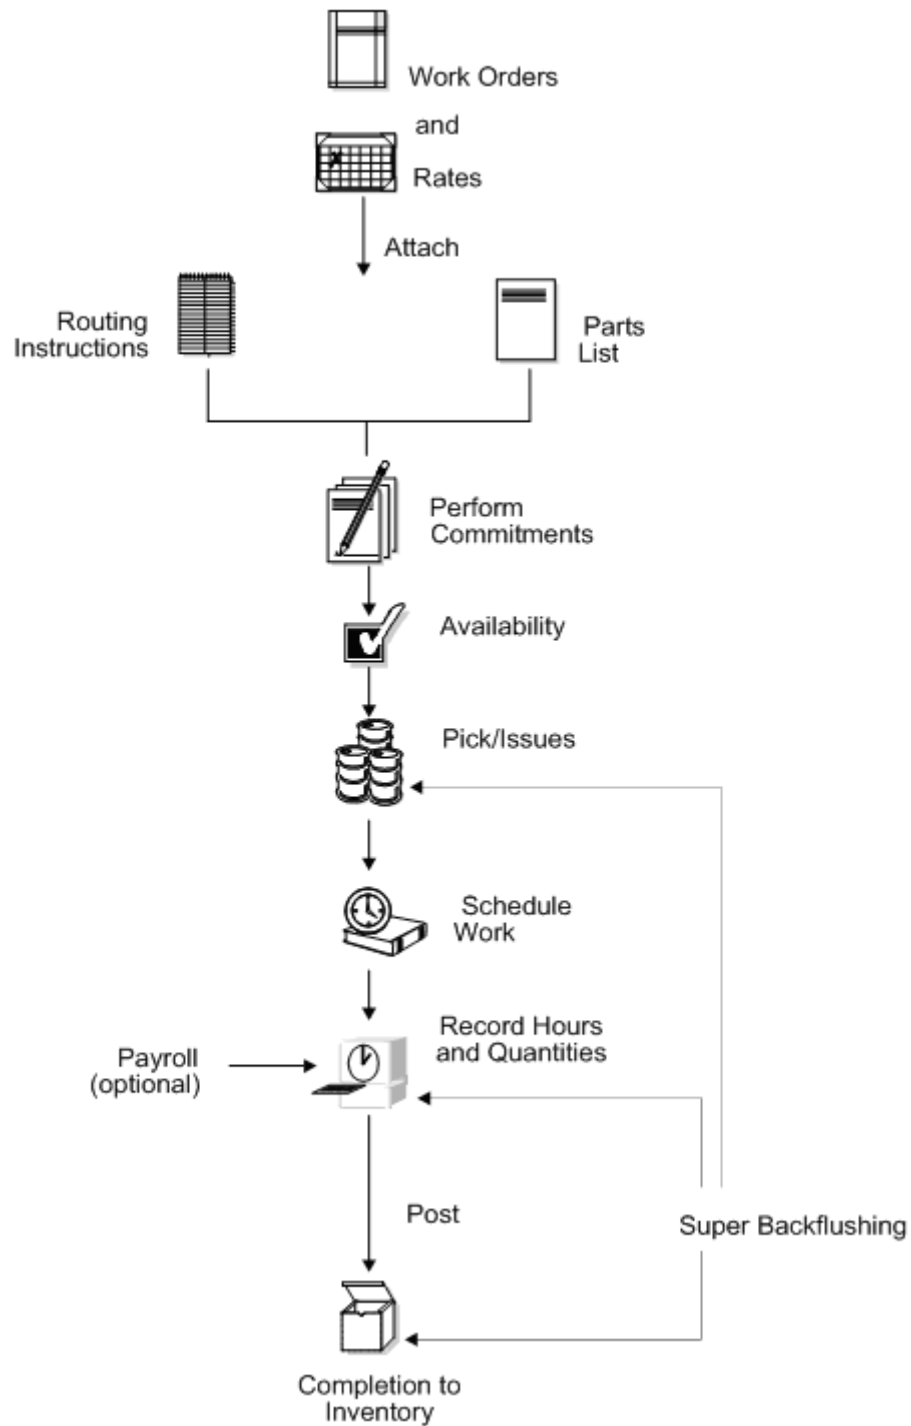 Work Orders
and
Rates
Attach
Routing
Instructions
Parts
List
Perform
Commitments
Availability
Pick/Issues
Schedule
Work
Record Hours
and Quantities
Payroll
(optional)
Post
Super Backflushing
Completion to
Inventory